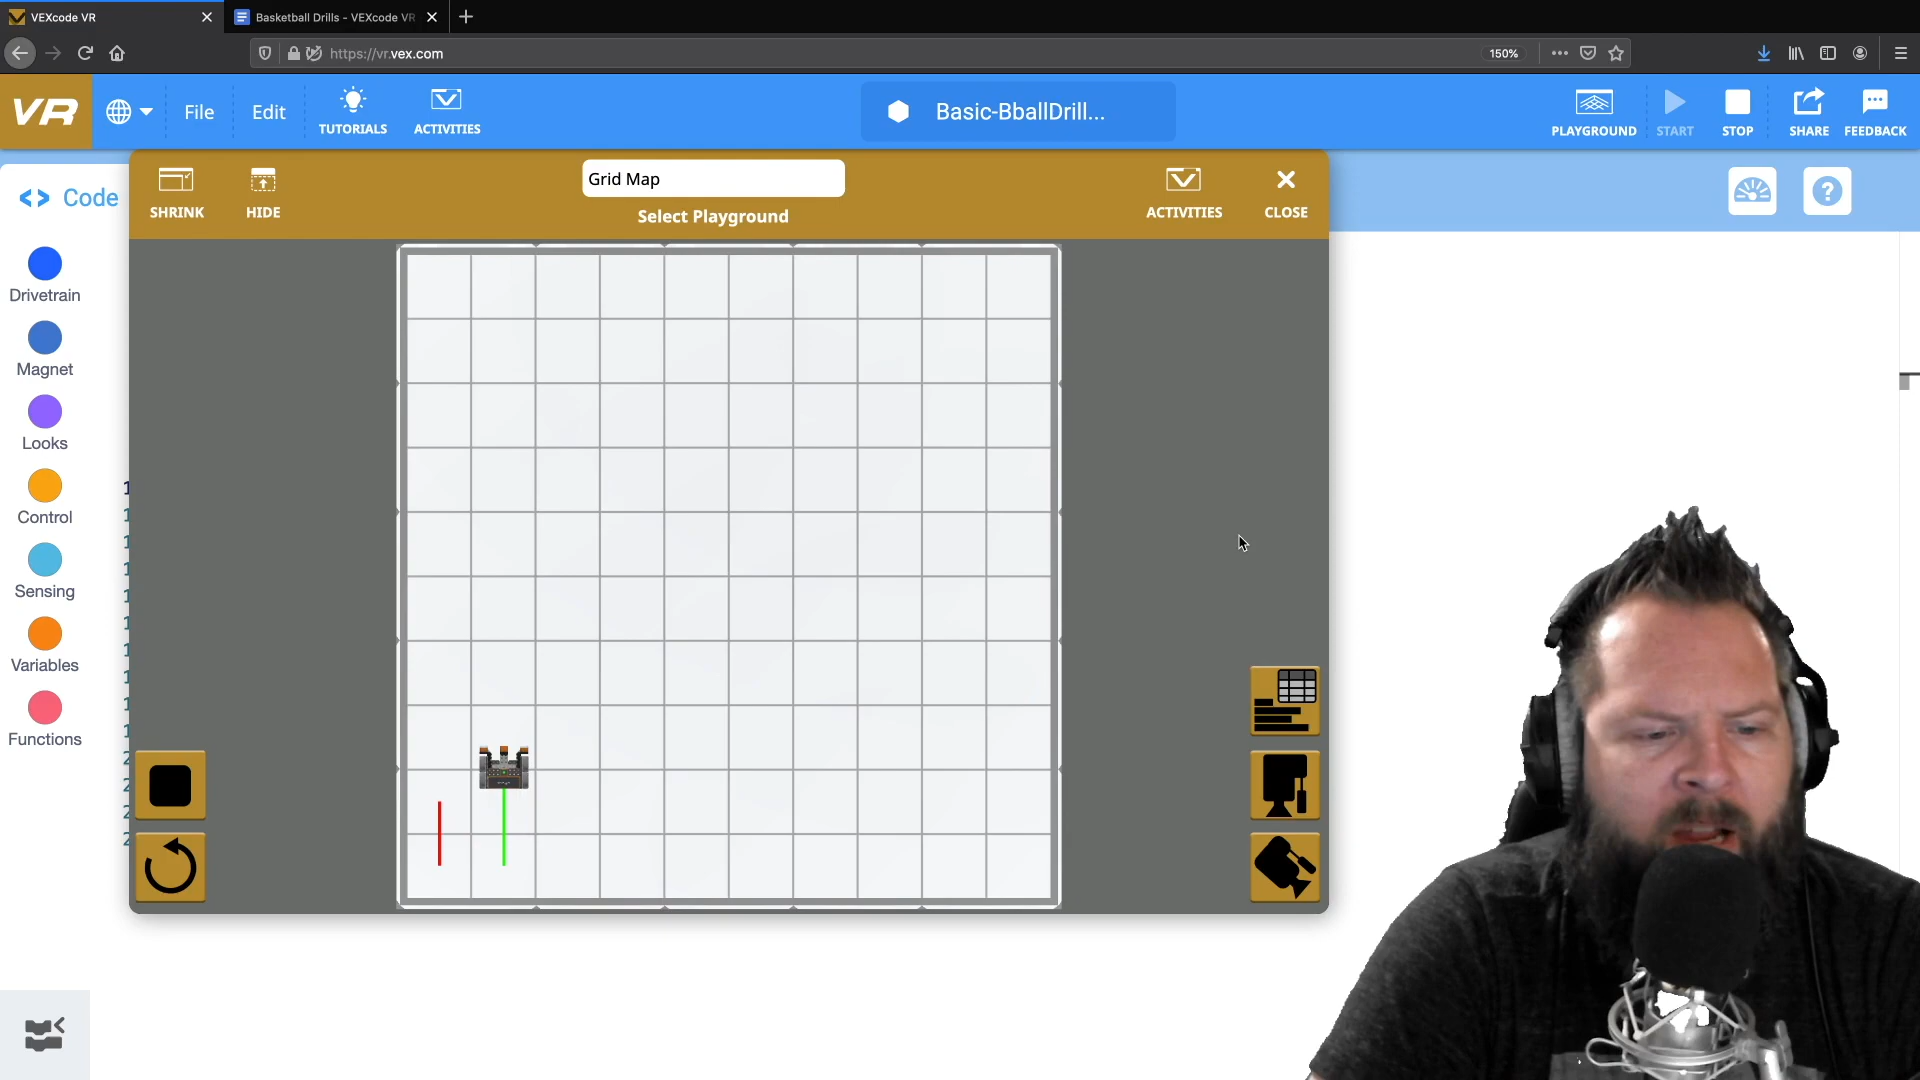 VEXcode VR
Basketball Drills - VEXcode VR
https://vr.vex.com
150%
VR
File
Edit
TUTORIALS
ACTIVITIES
Basic-BballDrill...
PLAYGROUND
START
STOP
SHARE
FEEDBACK
Code
SHRINK
HIDE
Grid Map
Select Playground
ACTIVITIES
CLOSE
Drivetrain
Magnet
Looks
Control
Sensing
Variables
Functions